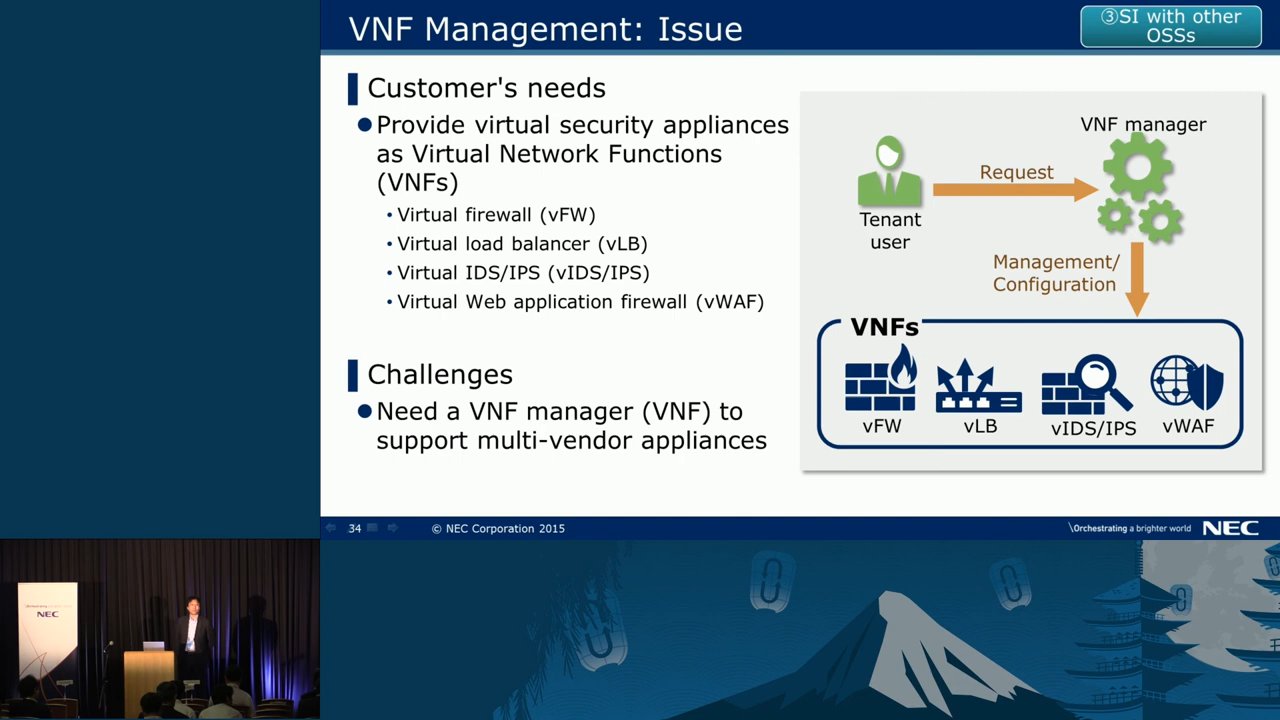 VNF Management: Issue
③SI with other
OSSs
Customer's needs
●Provide virtual security appliances
as Virtual Network Functions
(VNFs)
• Virtual firewall (vFW)
• Virtual load balancer (vLB)
• Virtual IDS/IPS (vIDS/IPS)
• Virtual Web application firewall (vWAF)
Challenges
●Need a VNF manager (VNF) to
support multi-vendor appliances
VNF manager
Request
Tenant
user
Management/
Configuration
VNFs
vFW
vLB
vIDS/IPS
vWAF
34
© NEC Corporation 2015
\Orchestrating a brighter world
NEC
NEC